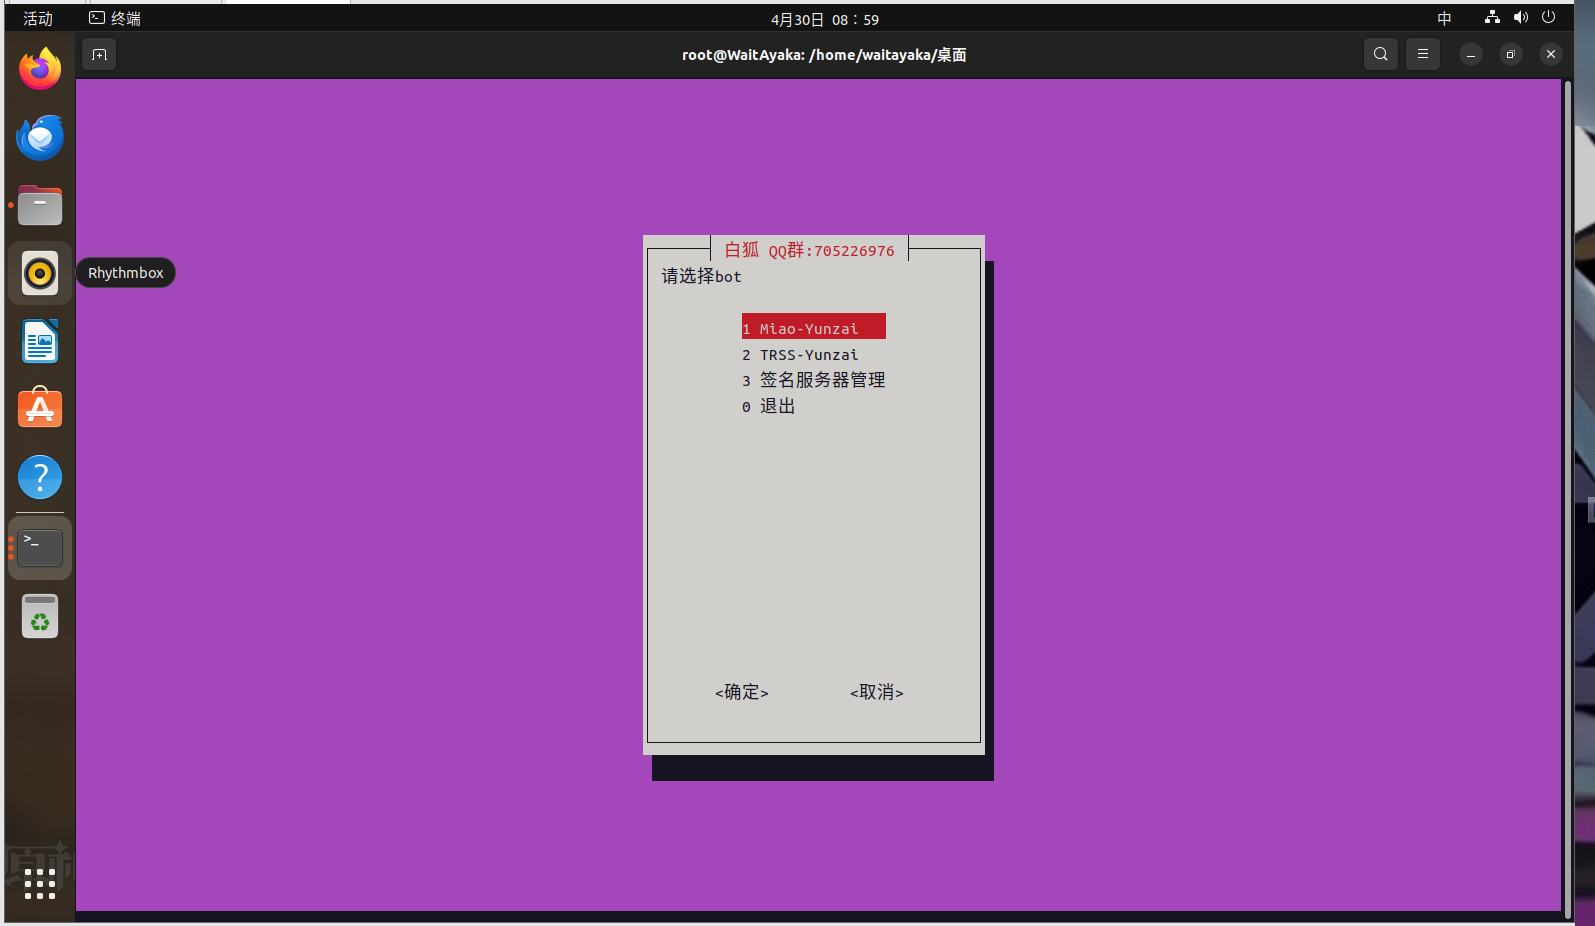 活动
终端
4月30日 08：59
中
root@WaitAyaka: /home/waitayaka/桌面
Rhythmbox
白狐 QQ群:705226976
请选择bot
1 Miao-Yunzai
2 TRSS-Yunzai
3 签名服务器管理
0 退出
<确定> <取消>